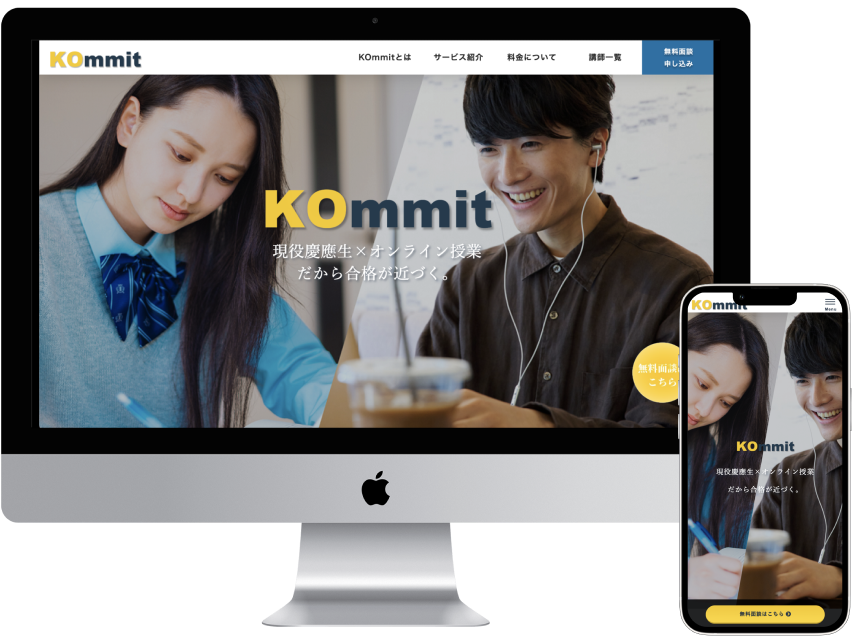 KOmmit
KOmmitとは
サービス紹介
料金について
講師一覧
無料面談
申し込み
KOmmit
現役慶應生×オンライン授業
だから合格が近づく。
無料面談
こちら
KOmmit
Menu
KOmmit
現役慶應生×オンライン授業
だから合格が近づく。
無料面談はこちら